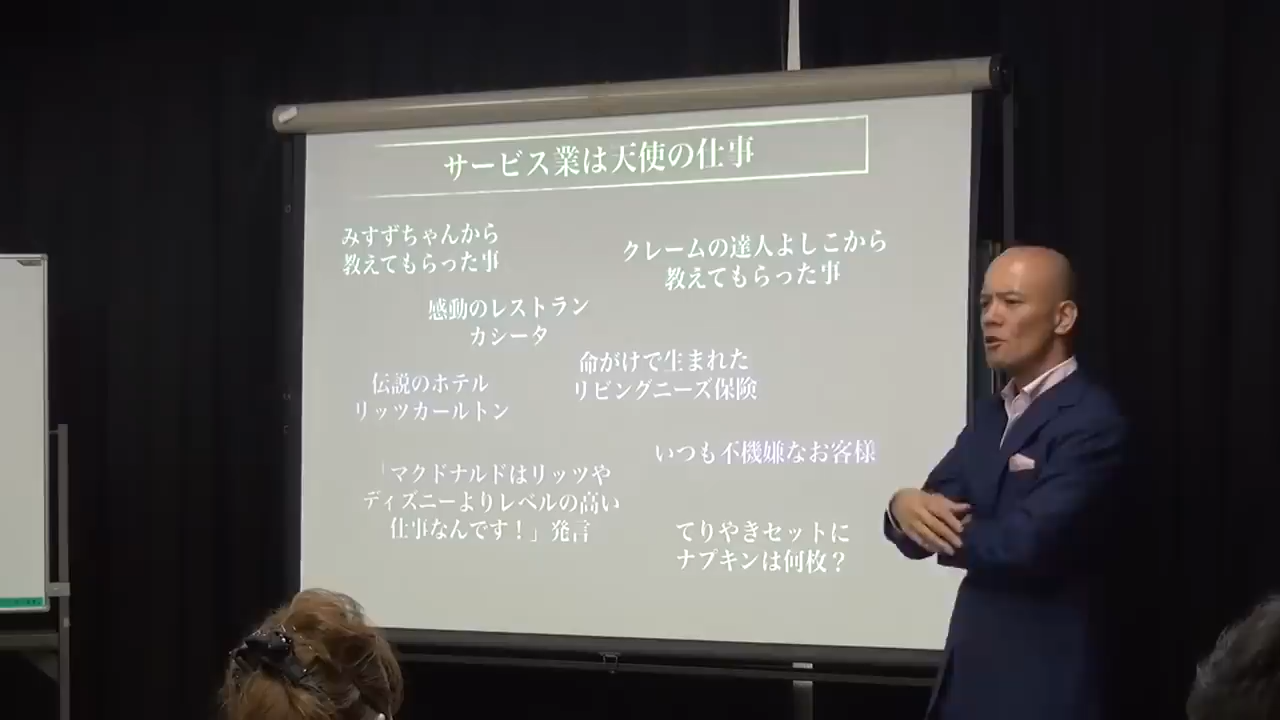 サービス業は天使の仕事
みすずちゃんから
教えてもらった事
クレームの達人よしこから
教えてもらった事
感動のレストラン
カシータ
命がけで生まれた
リビングニーズ保険
伝説のホテル
リッツカールトン
いつも不機嫌なお客様
「マクドナルドはリッツや
ディズニーよりレベルの高い
仕事なんです！」発言
てりやきセットに
ナプキンは何枚？